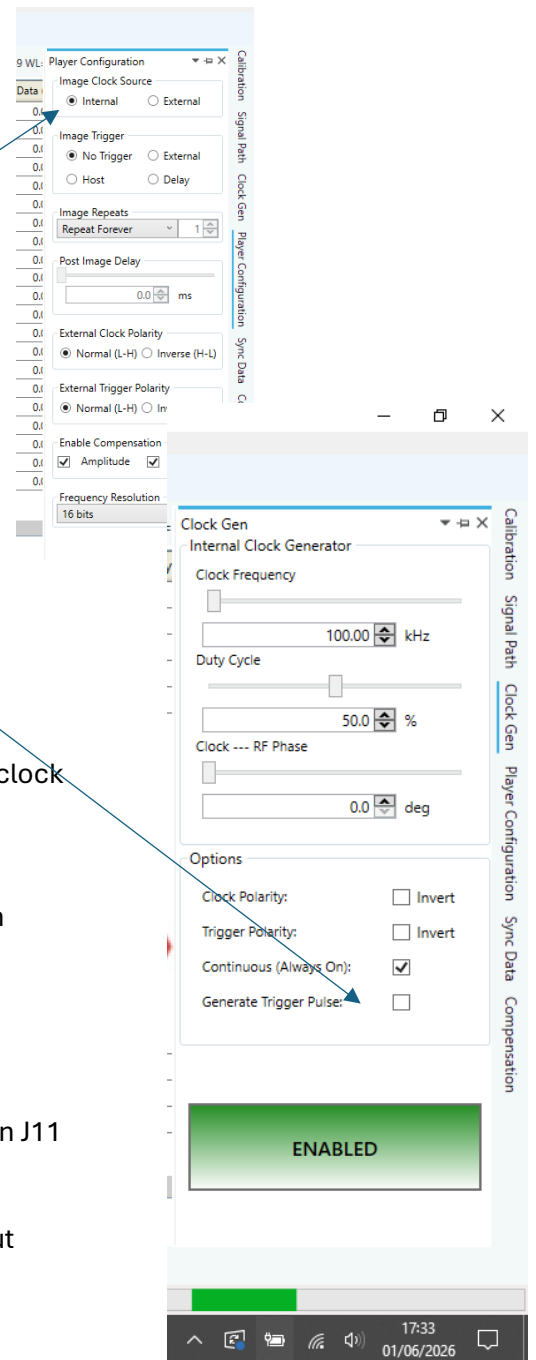 9 WL:
Player Configuration
Image Clock Source
Internal External
Data
Image Trigger
No Trigger External
Host Delay
Image Repeats
Repeat Forever 1
Post Image Delay
0.0 ms
External Clock Polarity
Normal (L-H) Inverse (H-L)
External Trigger Polarity
Normal (L-H)
Enable Compensation
Amplitude
Frequency Resolution
16 bits
Calibration
Signal Path
Clock Gen
Player Configuration
Sync Data
Clock Gen
Internal Clock Generator
Clock Frequency
100.00 kHz
Duty Cycle
50.0 %
Clock --- RF Phase
0.0 deg
Options
Clock Polarity: Invert
Trigger Polarity: Invert
Continuous (Always On):
Generate Trigger Pulse:
ENABLED
Calibration
Signal Path
Clock Gen
Player Configuration
Sync Data
Compensation
clock
n J11
17:33
01/06/2026